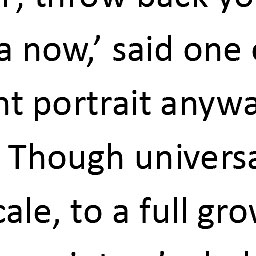 , throw back yo
a now,’ said one
nt portrait anywa
Though universa
cale, to a full grow